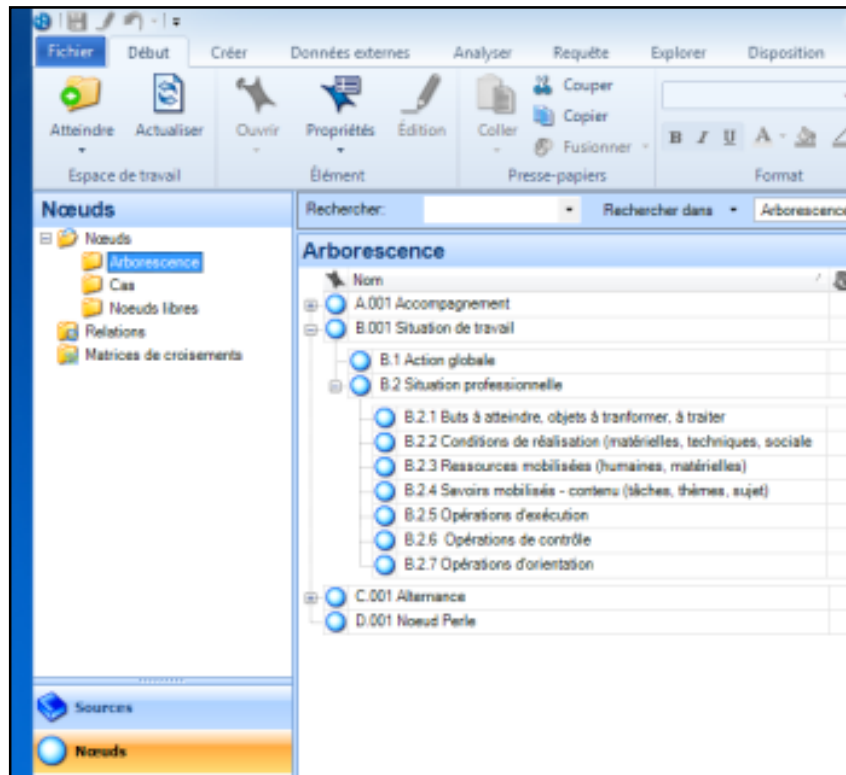 Fichier Début Créer Données externes Analyser Requête Explorer Disposition
Atteindre Actualiser Ouvrir Propriétés Édition Coller Couper
Copier
Fusionner
B I U A
Espace de travail Élément Presse-papiers Format
Nœuds
Rechercher: Rechercher dans Arborescence
Nœuds
Arborescence
Cas
Noeuds libres
Relations
Matrices de croisements
Arborescence
Nom
A.001 Accompagnement
B.001 Situation de travail
B.1 Action globale
B.2 Situation professionnelle
B.2.1 Buts à atteindre, objets à tranformer, à traiter
B.2.2 Conditions de réalisation (matérielles, techniques, sociale
B.2.3 Ressources mobilisées (humaines, matérielles)
B.2.4 Savoirs mobilisés - contenu (tâches, thèmes, sujet)
B.2.5 Opérations d'exécution
B.2.6 Opérations de contrôle
B.2.7 Opérations d'orientation
C.001 Alternance
D.001 Noeud Perle
Sources
Nœuds